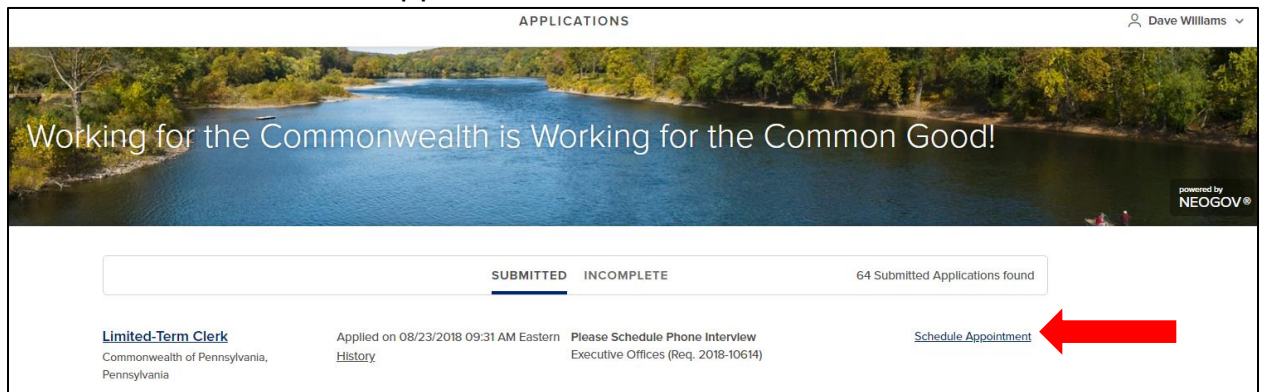 APPLICATIONS
Dave Williams
Working for the Commonwealth is Working for the Common Good!
powered by
NEOGOV®
SUBMITTED INCOMPLETE 64 Submitted Applications found
Limited-Term Clerk Applied on 08/23/2018 09:31 AM Eastern Please Schedule Phone Interview Schedule Appointment
Commonwealth of Pennsylvania, History Executive Offices (Req. 2018-10614)
Pennsylvania